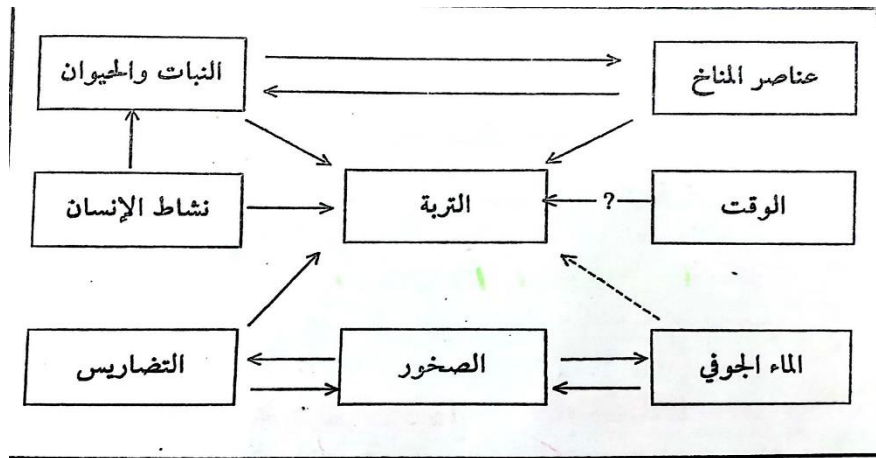 عناصر المناخ
النبات والحيوان
الوقت
?
التربة
نشاط الإنسان
الماء الجوفي
الصخور
التضاريس